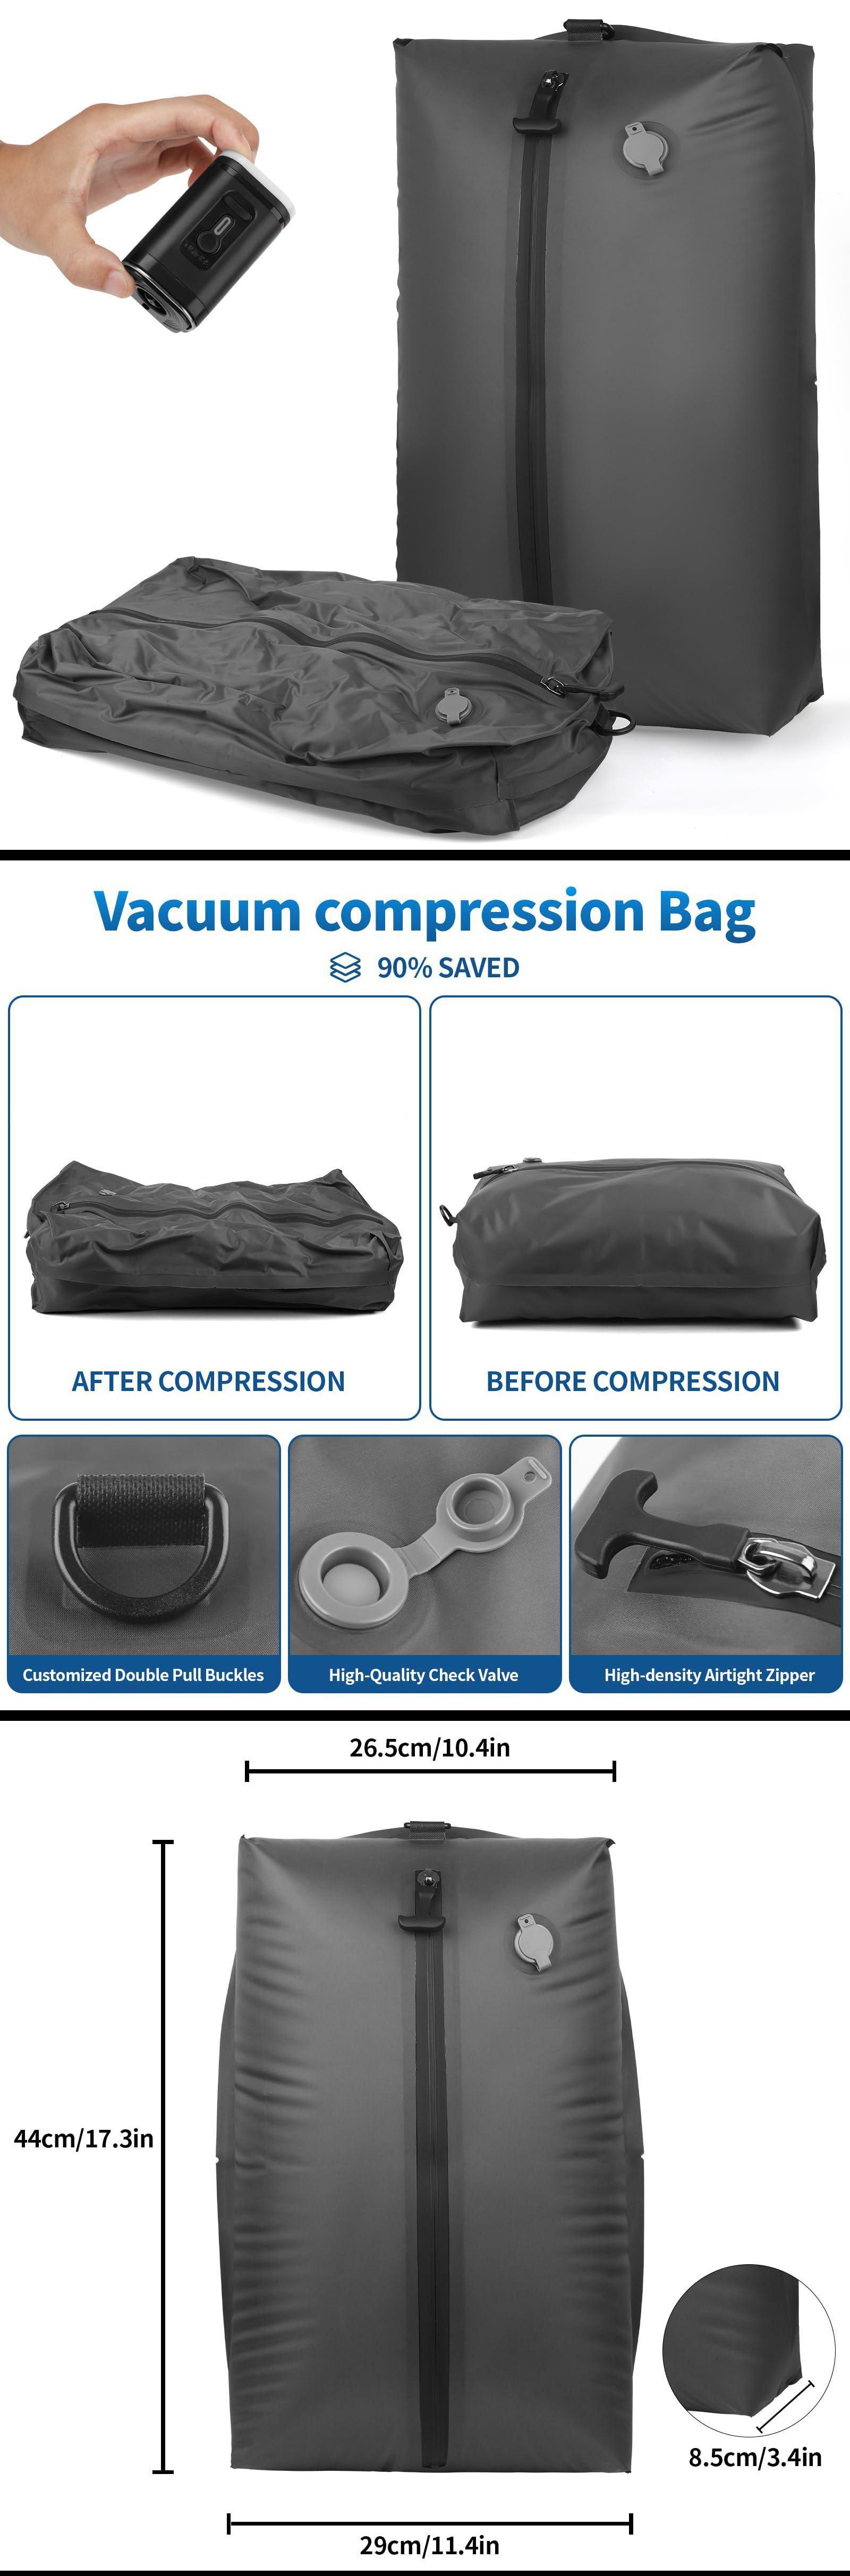 Vacuum compression Bag
90% SAVED
AFTER COMPRESSION
BEFORE COMPRESSION
Customized Double Pull Buckles
High-Quality Check Valve
High-density Airtight Zipper
26.5cm/10.4in
44cm/17.3in
8.5cm/3.4in
29cm/11.4in